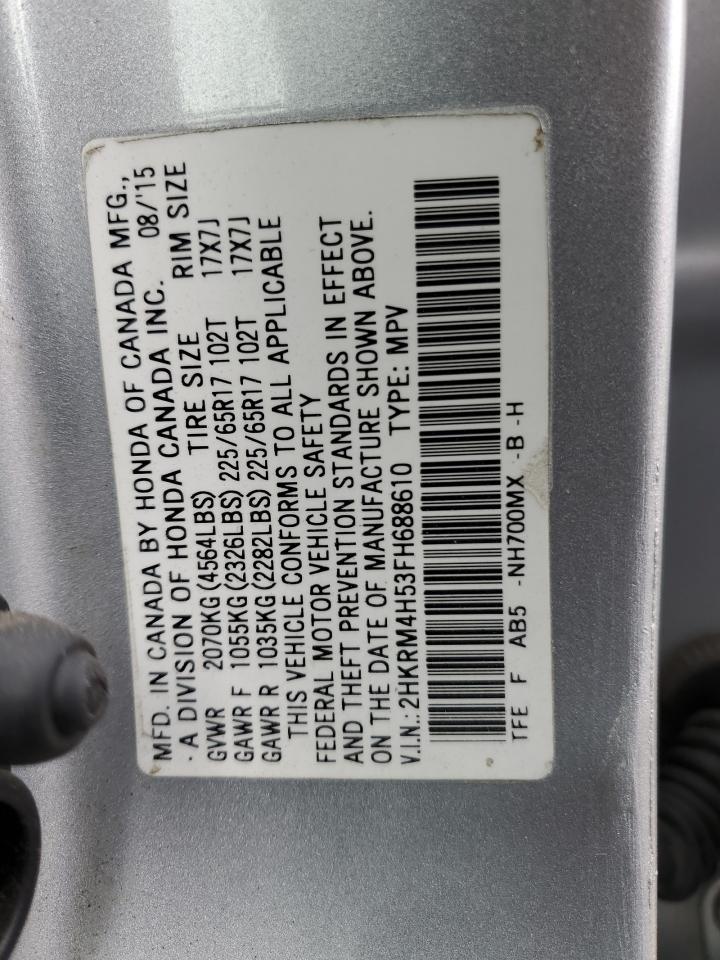 MFD. IN CANADA BY HONDA OF CANADA MFG.,
· A DIVISION OF HONDA CANADA INC. 08/'15
GVWR 2070KG (4564LBS) TIRE SIZE RIM SIZE
GAWR F 1055KG (2326LBS) 225/65R17 102T 17X7J
GAWR R 1035KG (2282LBS) 225/65R17 102T 17X7J
THIS VEHICLE CONFORMS TO ALL APPLICABLE
FEDERAL MOTOR VEHICLE SAFETY
AND THEFT PREVENTION STANDARDS IN EFFECT
ON THE DATE OF MANUFACTURE SHOWN ABOVE.
V.I.N.: 2HKRM4H53FH688610 TYPE: MPV
TFE F AB5 -NH700MX -B -H